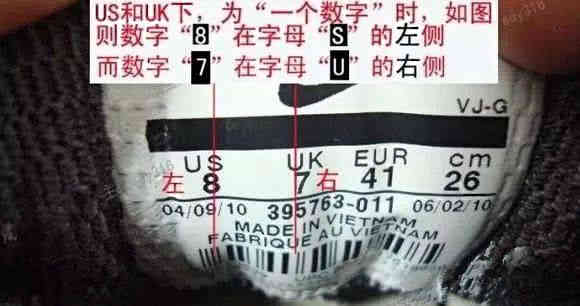 US和UK下，为“一个数字”时，如图
则数字“8”在字母“S”的左侧
而数字“7”在字母“U”的右侧
VJ-G
US UK EUR cm
左 8 7 右 41 26
04/09/10 395763-011 06/02/10
MADE IN VIETNAM
FABRIQUE AU VIETNAM